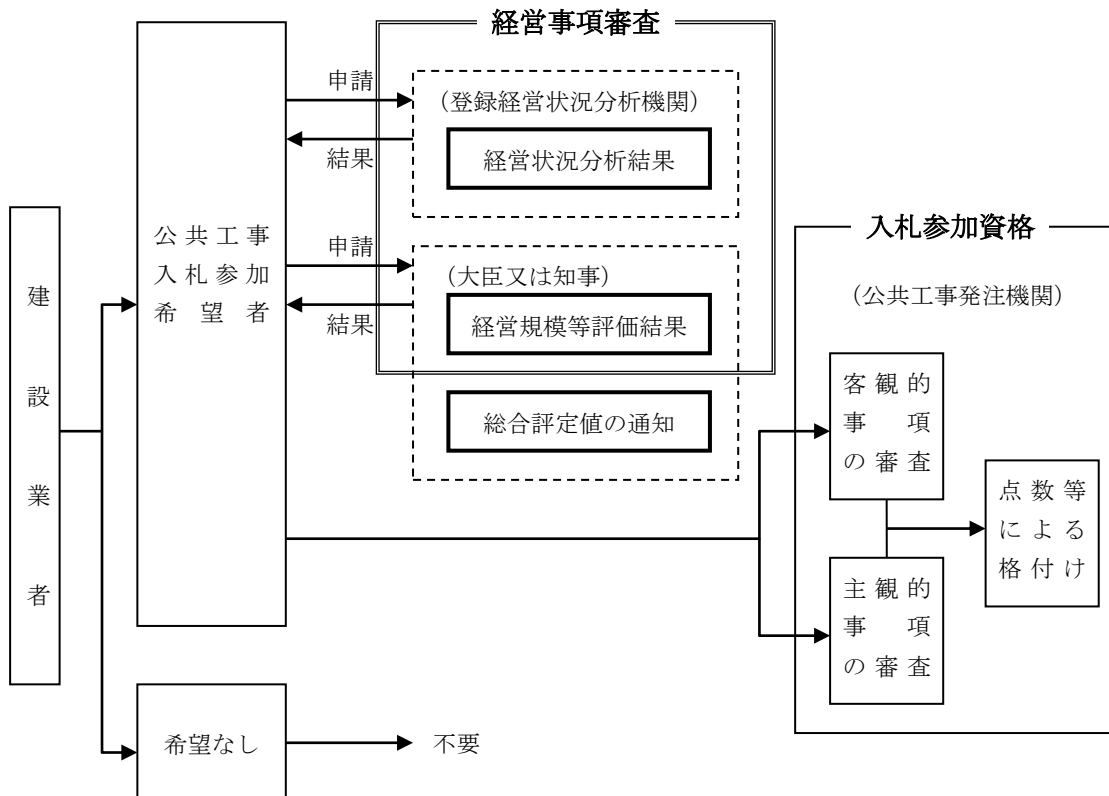 経営事項審査
申請
（登録経営状況分析機関）
結果
経営状況分析結果
公共工事
入札参加
希望者
申請
（大臣又は知事）
結果
経営規模等評価結果
総合評定値の通知
建設業者
入札参加資格
（公共工事発注機関）
客観的
事項
の審査
点数等
による
格付け
主観的
事項
の審査
希望なし
不要